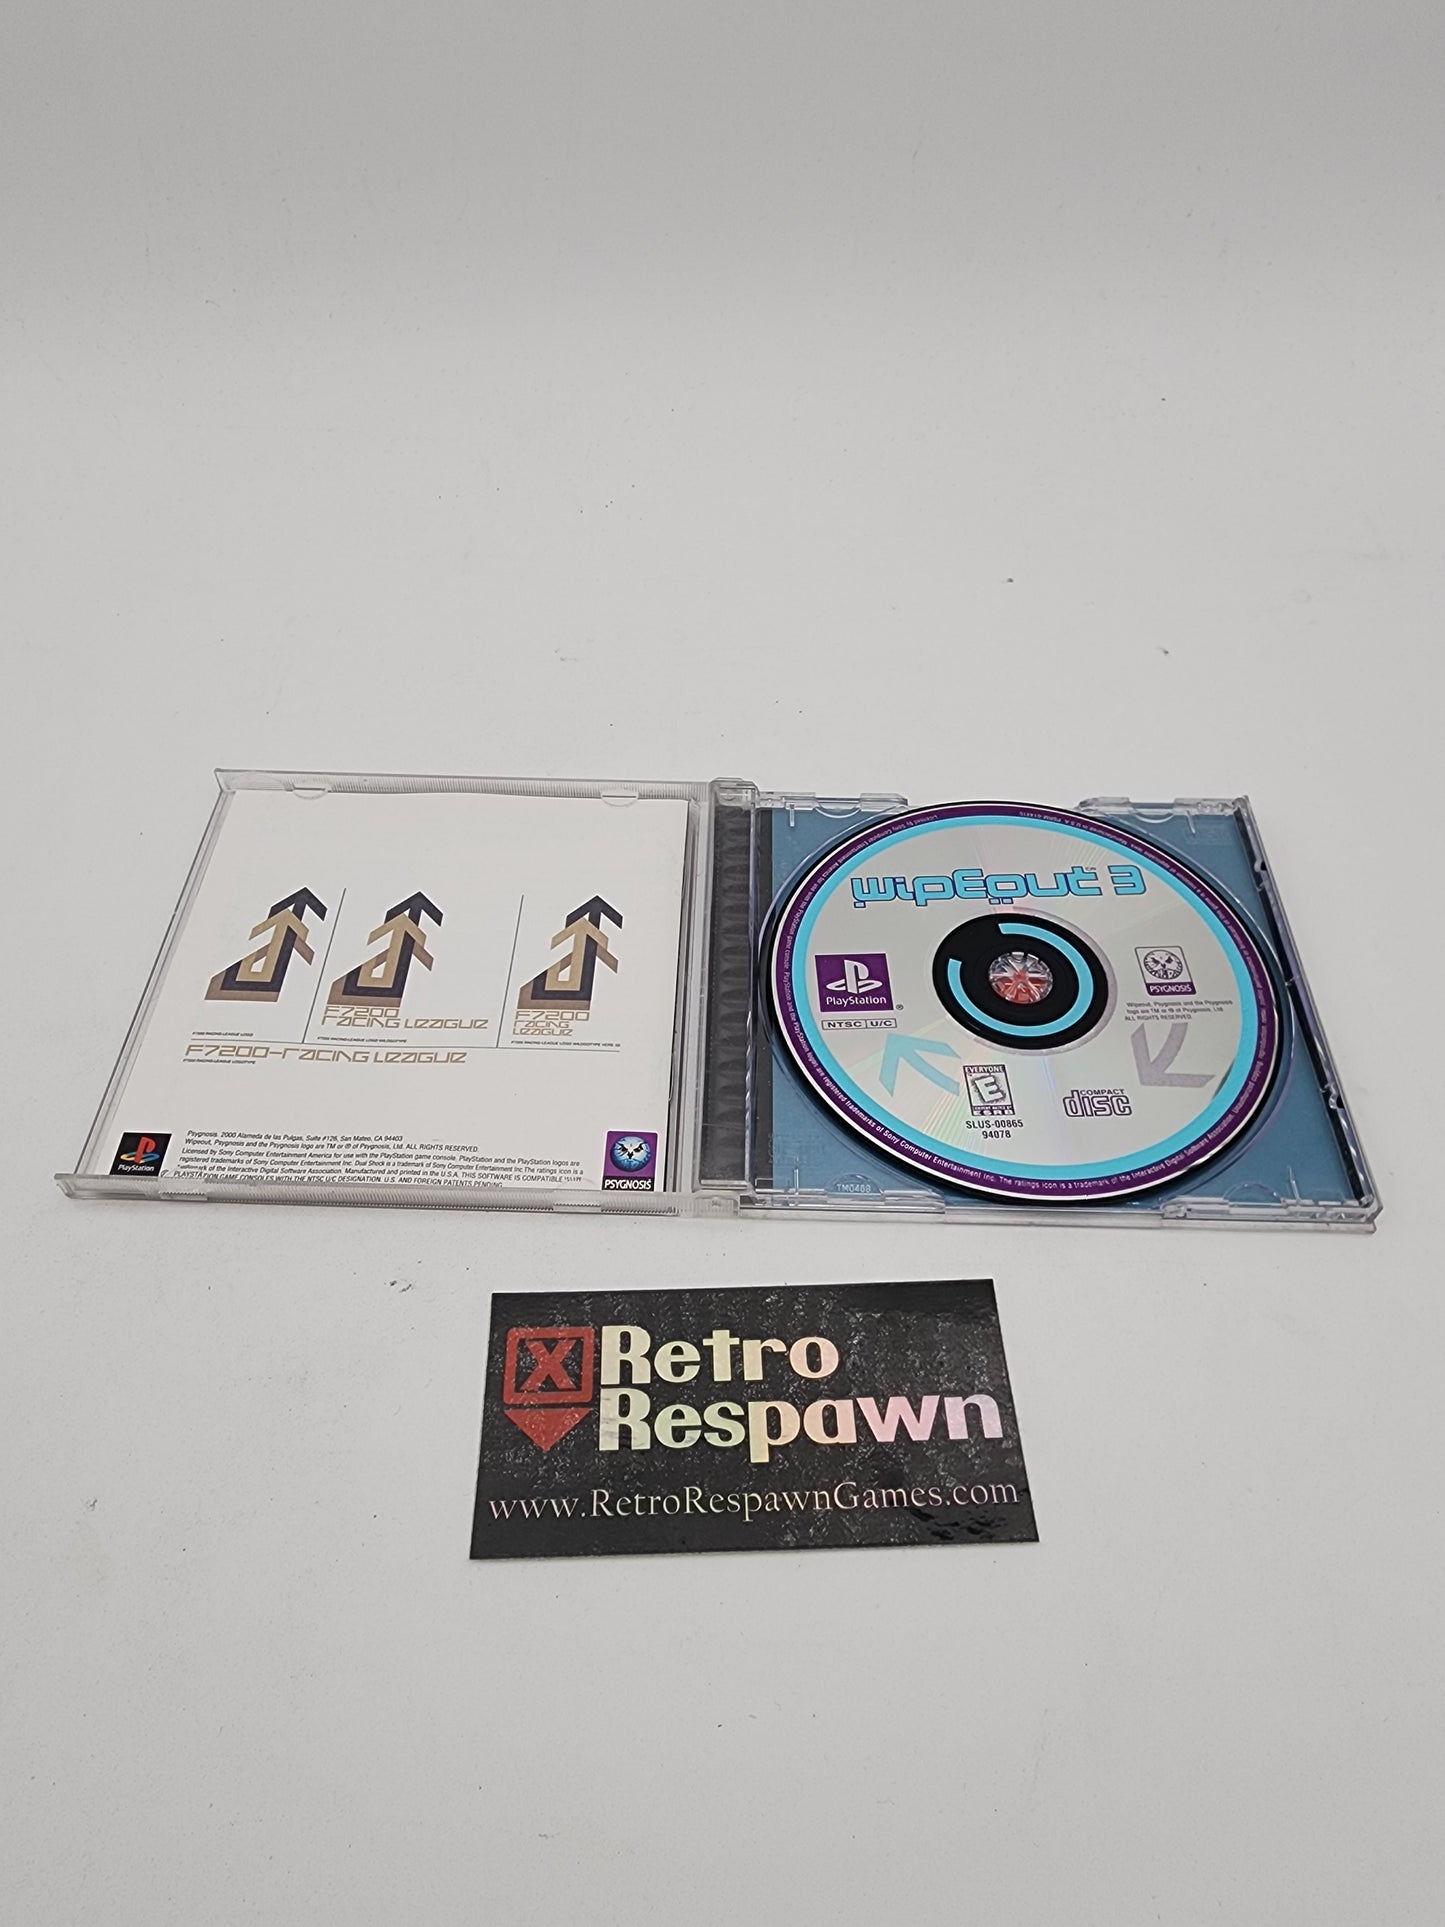 F7200 RACING LEAGUE LOGO
F7200
racing league
F7200 RACING LEAGUE LOGO WILDOTYPE
F7200
racing
league
F7200-racing league
PlayStation
Psygnosis. 2000 Alameda de las Pulgas, Suite #126, San Mateo, CA 94403
Wipeout, Psygnosis and the Psygnosis logo are TM or ® of Psygnosis, Ltd. ALL RIGHTS RESERVED.
Licensed by Sony Computer Entertainment America for use with the PlayStation game console. PlayStation and the PlayStation logos are
registered trademarks of Sony Computer Entertainment Inc. Dual Shock is a trademark of Sony Computer Entertainment Inc.The ratings icon is a
trademark of the Interactive Digital Software Association. Manufactured and printed in the U.S.A. THIS SOFTWARE IS COMPATIBLE WITH
PLAYSTATION GAME CONSOLES WITH THE NTSC U/C DESIGNATION. U.S. AND FOREIGN PATENTS PENDING.
PSYGNOSIS
wipEout 3
PlayStation
®
NTSC U/C
PSYGNOSIS
Wipeout, Psygnosis and the Psygnosis
logo are TM or ® of Psygnosis, Ltd.
ALL RIGHTS RESERVED.
EVERYONE
E
ESRB
SLUS-00865
94078
COMPACT
disc
TM0488
X
Retro
Respawn
www.RetroRespawnGames.com